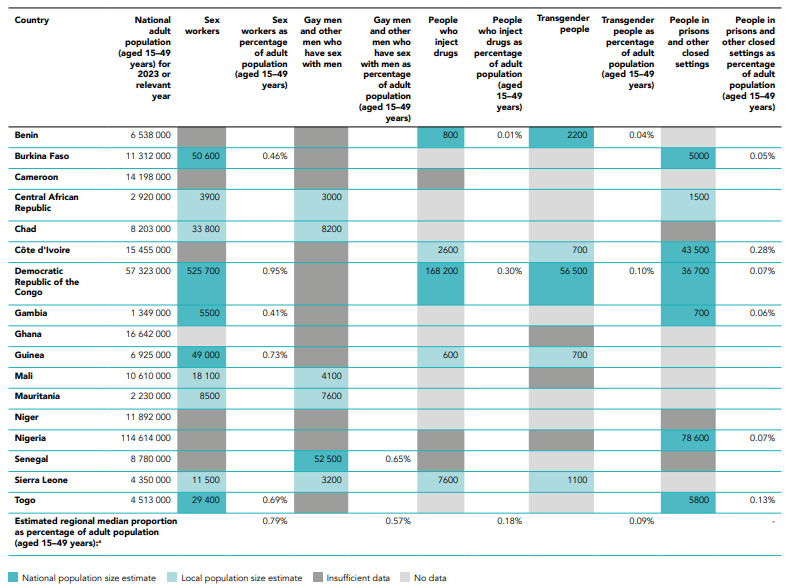 Country National adult population (aged 15–49 years) for 2023 or relevant year Sex workers Sex workers as percentage of adult population (aged 15–49 years) Gay men and other men who have sex with men Gay men and other men who have sex with men as percentage of adult population (aged 15–49 years) People who inject drugs People who inject drugs as percentage of adult population (aged 15–49 years) Transgender people Transgender people as percentage of adult population (aged 15–49 years) People in prisons and other closed settings People in prisons and other closed settings as percentage of adult population (aged 15–49 years)
Benin 6 538 000 800 0.01% 2200 0.04%
Burkina Faso 11 312 000 50 600 0.46% 5000 0.05%
Cameroon 14 198 000
Central African Republic 2 920 000 3900 3000 1500
Chad 8 203 000 33 800 8200
Côte d'Ivoire 15 455 000 2600 700 43 500 0.28%
Democratic Republic of the Congo 57 323 000 525 700 0.95% 168 200 0.30% 56 500 0.10% 36 700 0.07%
Gambia 1 349 000 5500 0.41% 700 0.06%
Ghana 16 642 000
Guinea 6 925 000 49 000 0.73% 600 700
Mali 10 610 000 18 100 4100
Mauritania 2 230 000 8500 7600
Niger 11 892 000
Nigeria 114 614 000 78 600 0.07%
Senegal 8 780 000 52 500 0.65%
Sierra Leone 4 350 000 11 500 3200 7600 1100
Togo 4 513 000 29 400 0.69% 5800 0.13%
Estimated regional median proportion as percentage of adult population (aged 15–49 years):ᵃ 0.79% 0.57% 0.18% 0.09% -
National population size estimate Local population size estimate Insufficient data No data